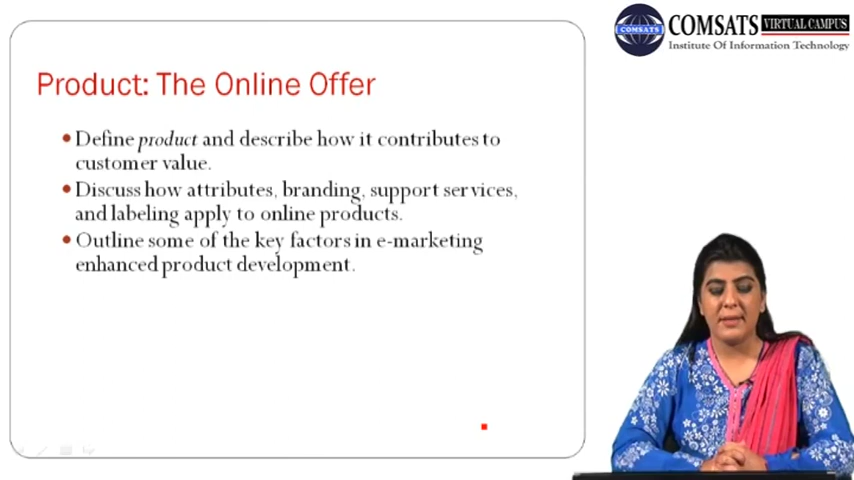 COMSATS VIRTUAL CAMPUS
COMSATS
Institute Of Information Technology
Product: The Online Offer
Define product and describe how it contributes to
customer value.
Discuss how attributes, branding, support services,
and labeling apply to online products.
Outline some of the key factors in e-marketing
enhanced product development.